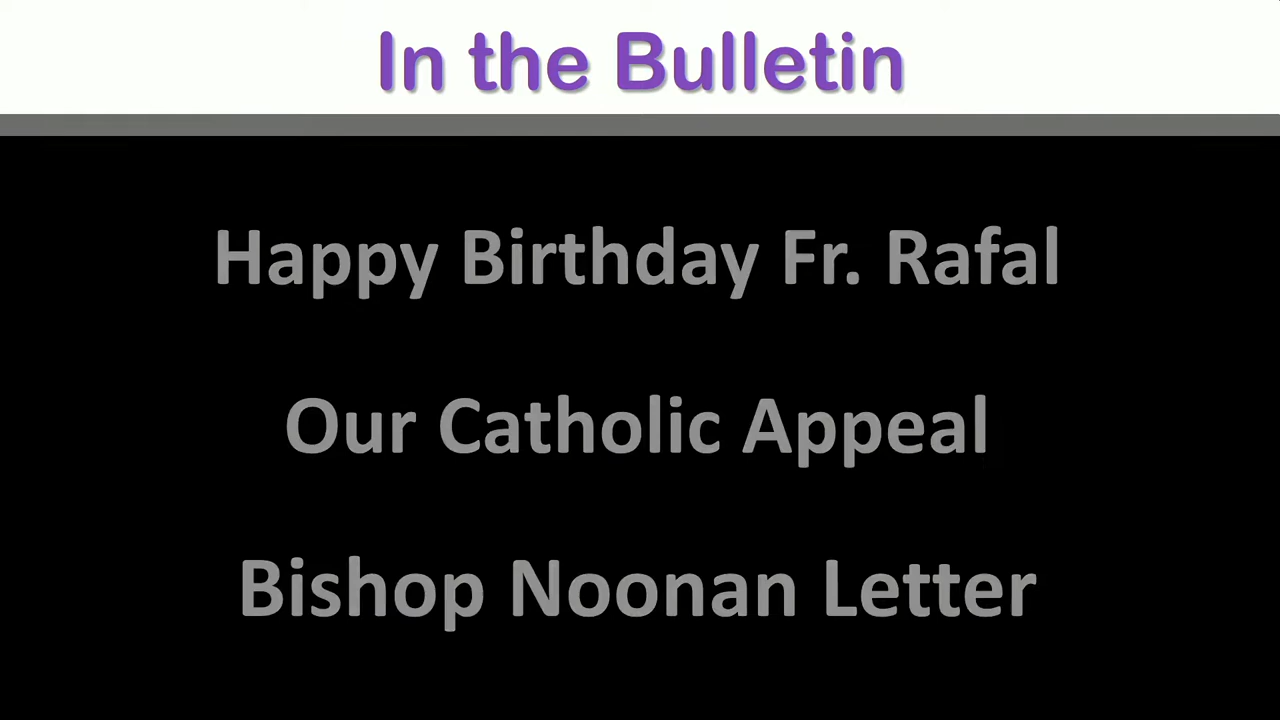 In the Bulletin
Happy Birthday Fr. Rafal
Our Catholic Appeal
Bishop Noonan Letter